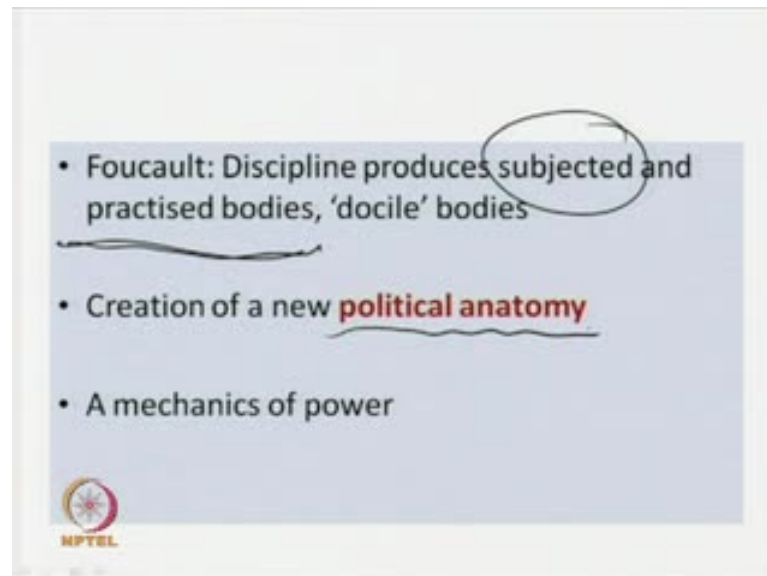 • Foucault: Discipline produces subjected and
practised bodies, 'docile' bodies
• Creation of a new political anatomy
• A mechanics of power
NPTEL